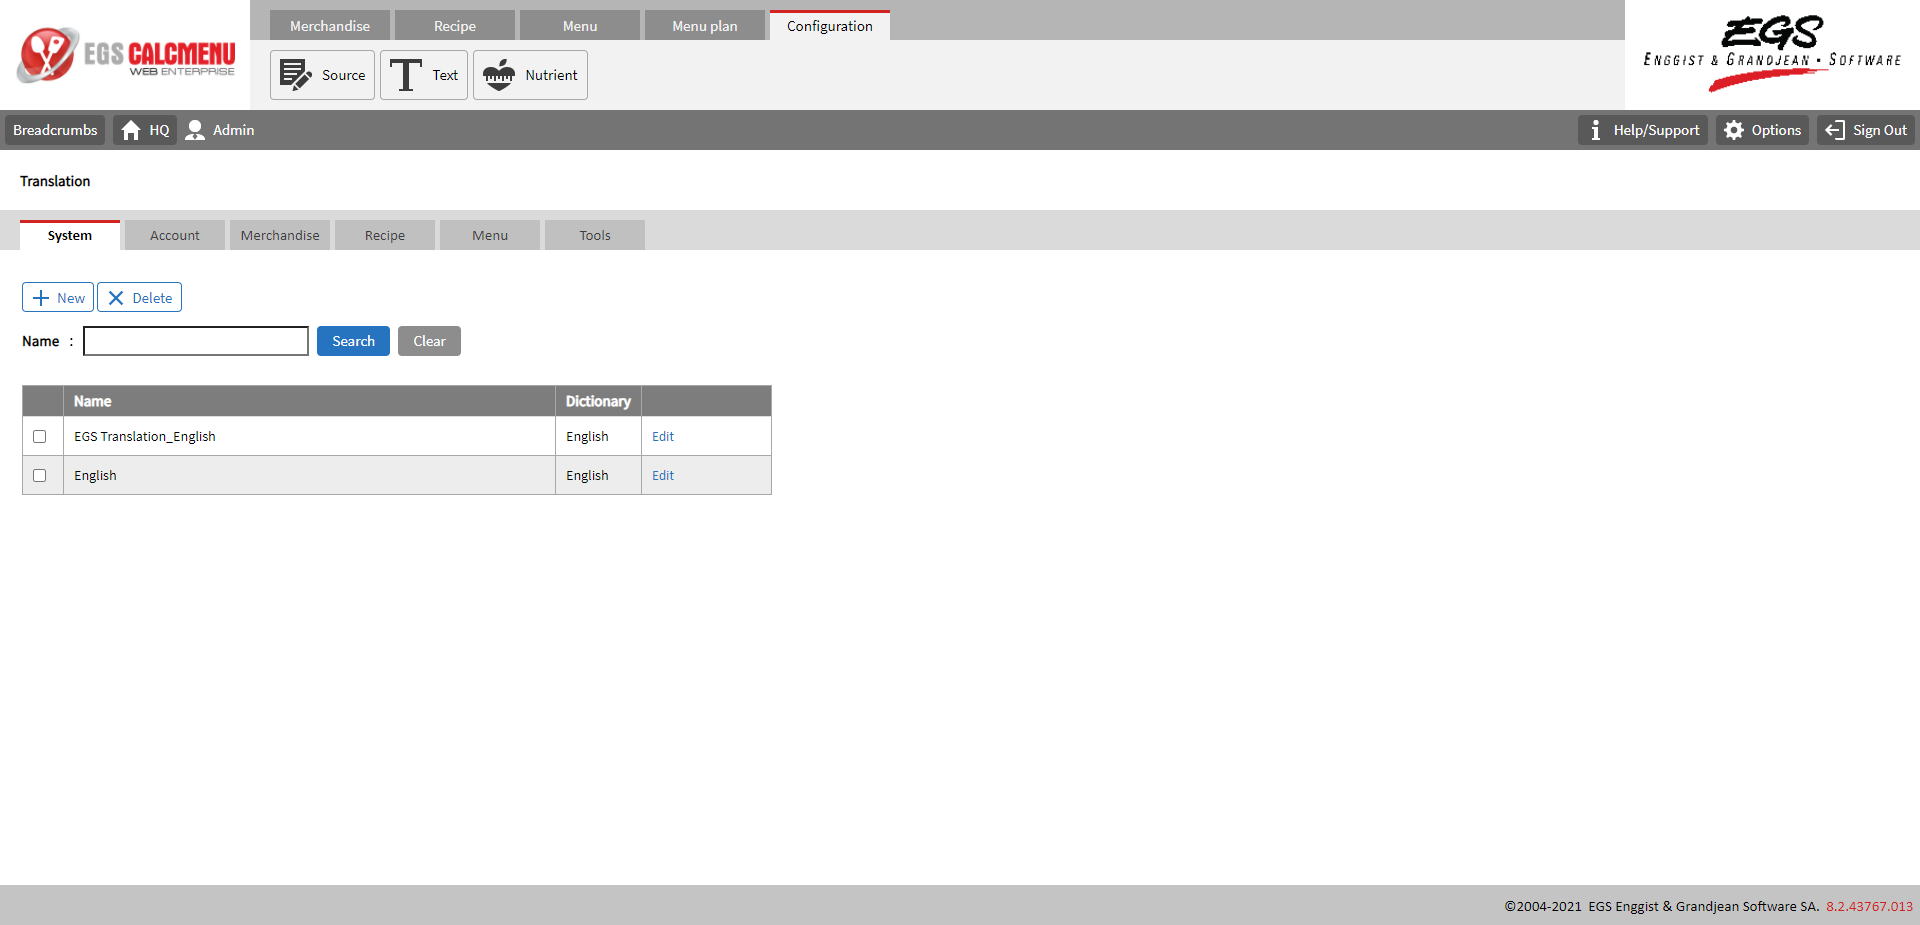 EGS CALCMENU
WEB ENTERPRISE
Merchandise Recipe Menu Menu plan Configuration
Source Text Nutrient
EGS
ENGGIST & GRANDJEAN • SOFTWARE
Breadcrumbs HQ Admin Help/Support Options Sign Out
Translation
System Account Merchandise Recipe Menu Tools
New Delete
Name : Search Clear
Name Dictionary
EGS Translation_English English Edit
English English Edit
©2004-2021 EGS Enggist & Grandjean Software SA. 8.2.43767.013